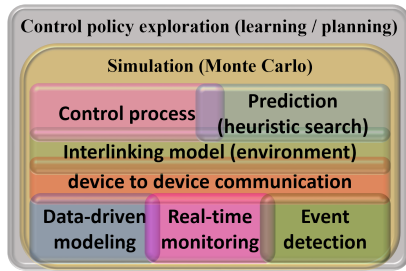 Control policy exploration (learning / planning)
Simulation (Monte Carlo)
Control process
Prediction
(heuristic search)
Interlinking model (environment)
device to device communication
Data-driven
modeling
Real-time
monitoring
Event
detection